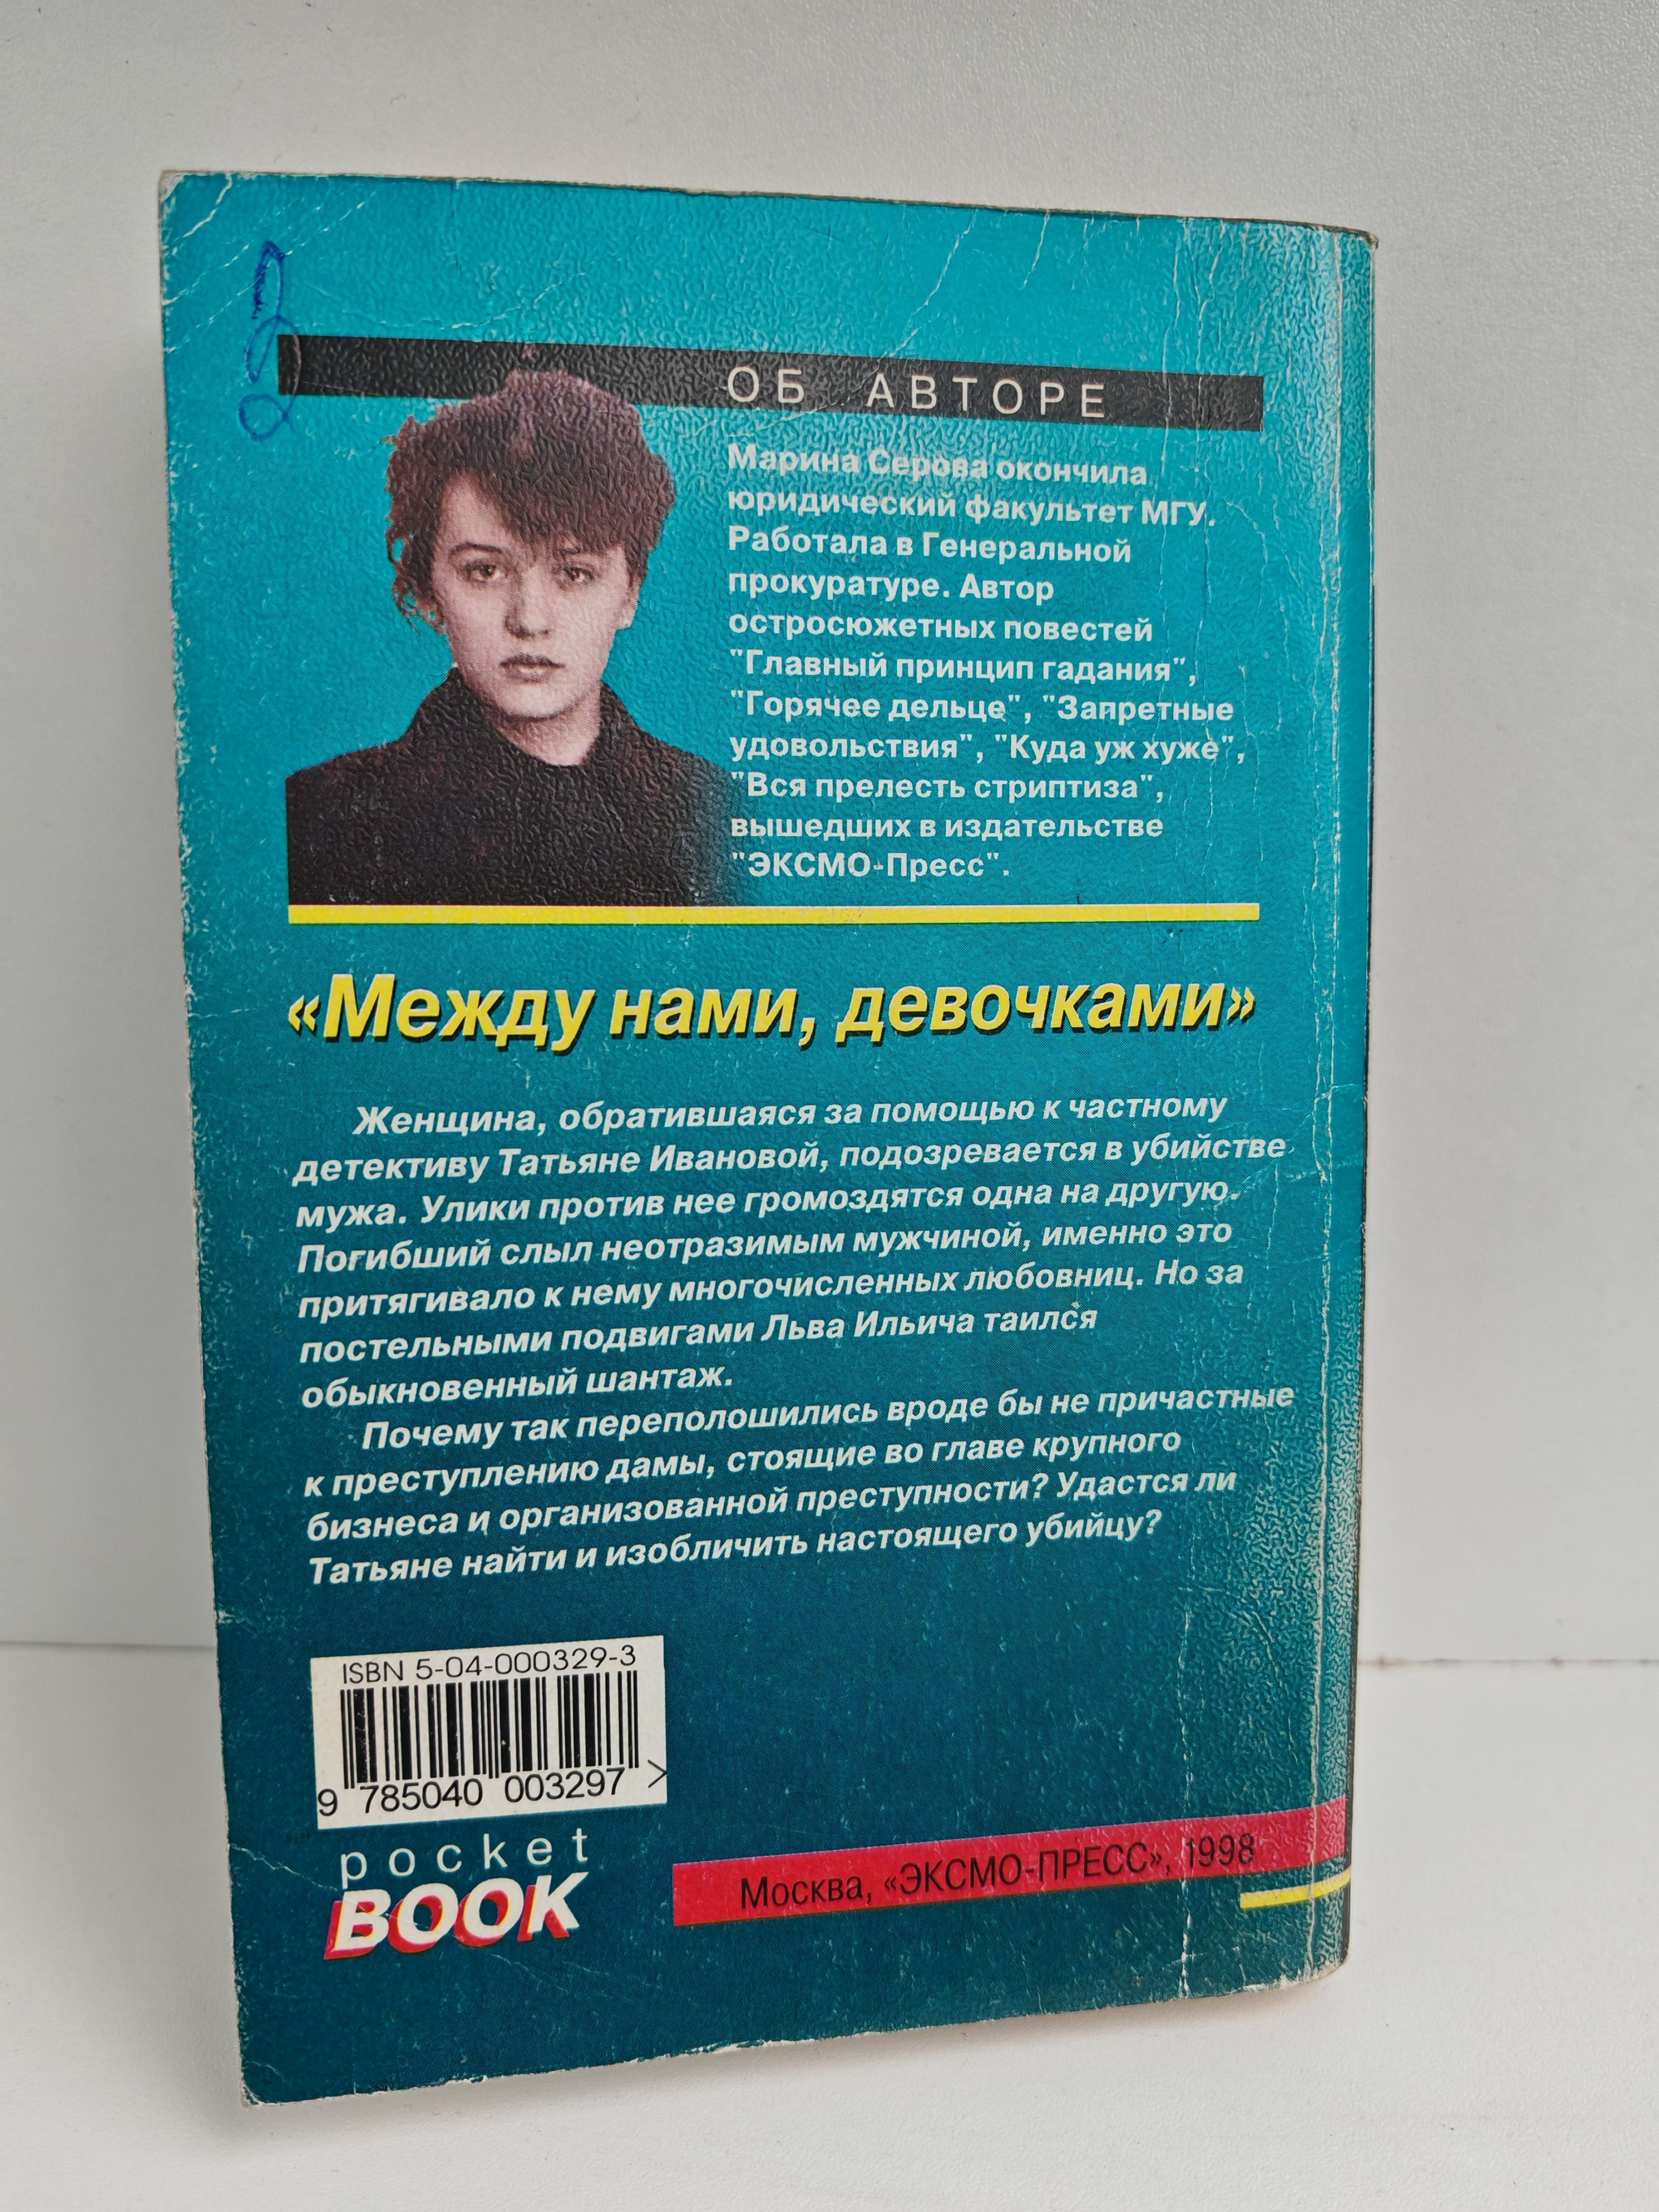 ОБ АВТОРЕ
Марина Серова окончила
юридический факультет МГУ.
Работала в Генеральной
прокуратуре. Автор
остросюжетных повестей
"Главный принцип гадания",
"Горячее дельце", "Запретные
удовольствия", "Куда уж хуже",
"Вся прелесть стриптиза",
вышедших в издательстве
"ЭКСМО-Пресс".
«Между нами, девочками»
Женщина, обратившаяся за помощью к частному
детективу Татьяне Ивановой, подозревается в убийстве
мужа. Улики против нее громоздятся одна на другую.
Погибший слыл неотразимым мужчиной, именно это
притягивало к нему многочисленных любовниц. Но за
постельными подвигами Льва Ильича таился
обыкновенный шантаж.
Почему так переполошились вроде бы не причастные
к преступлению дамы, стоящие во главе крупного
бизнеса и организованной преступности? Удастся ли
Татьяне найти и изобличить настоящего убийцу?
ISBN 5-04-000329-3
9 785040 003297 >
pocket
BOOK
Москва, «ЭКСМО-ПРЕСС», 1998